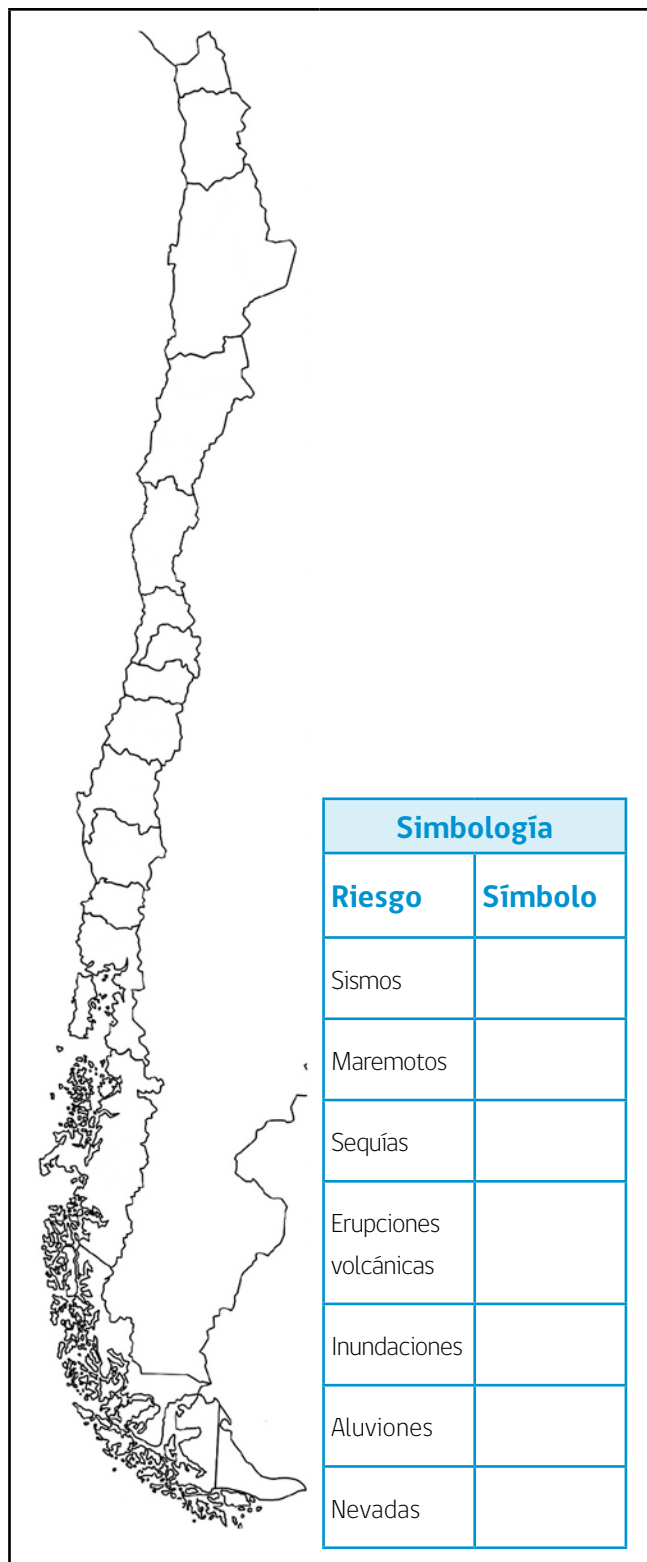 Simbología
Riesgo Símbolo
Sismos
Maremotos
Sequías
Erupciones
volcánicas
Inundaciones
Aluviones
Nevadas